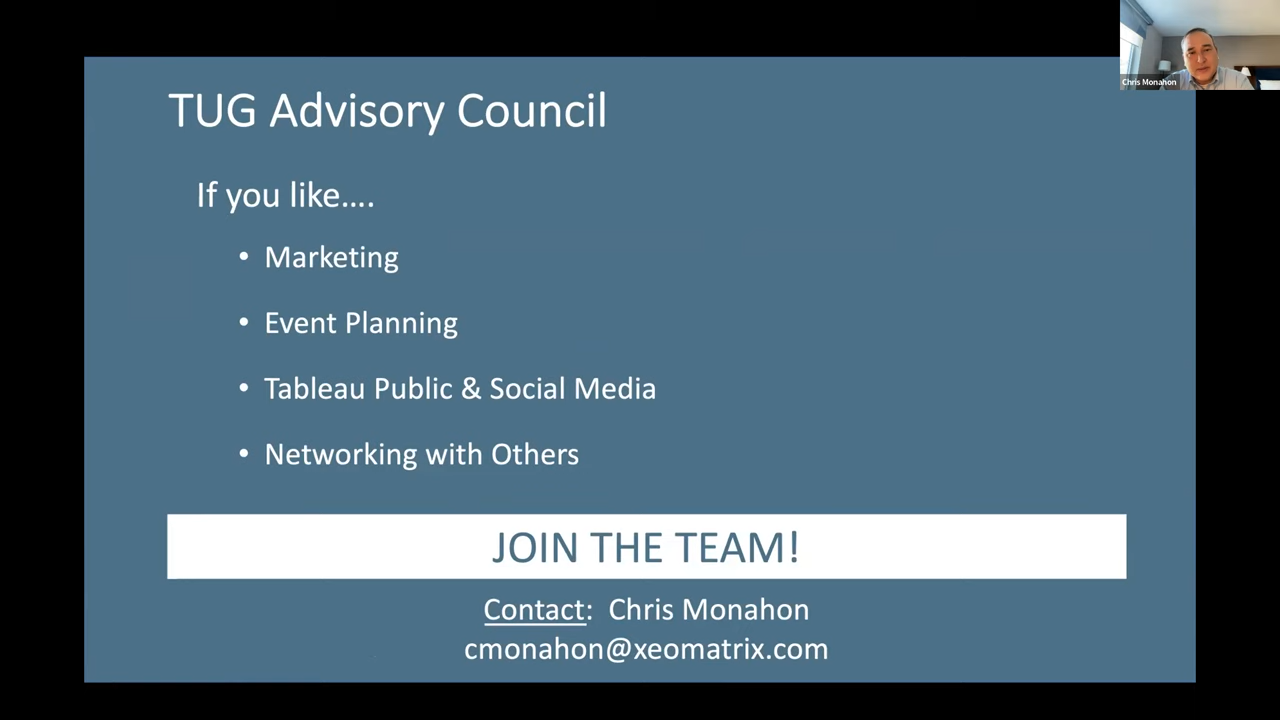 TUG Advisory Council
If you like....
• Marketing
• Event Planning
• Tableau Public & Social Media
• Networking with Others
JOIN THE TEAM!
Contact: Chris Monahon
cmonahon@xeomatrix.com
Chris Monahon